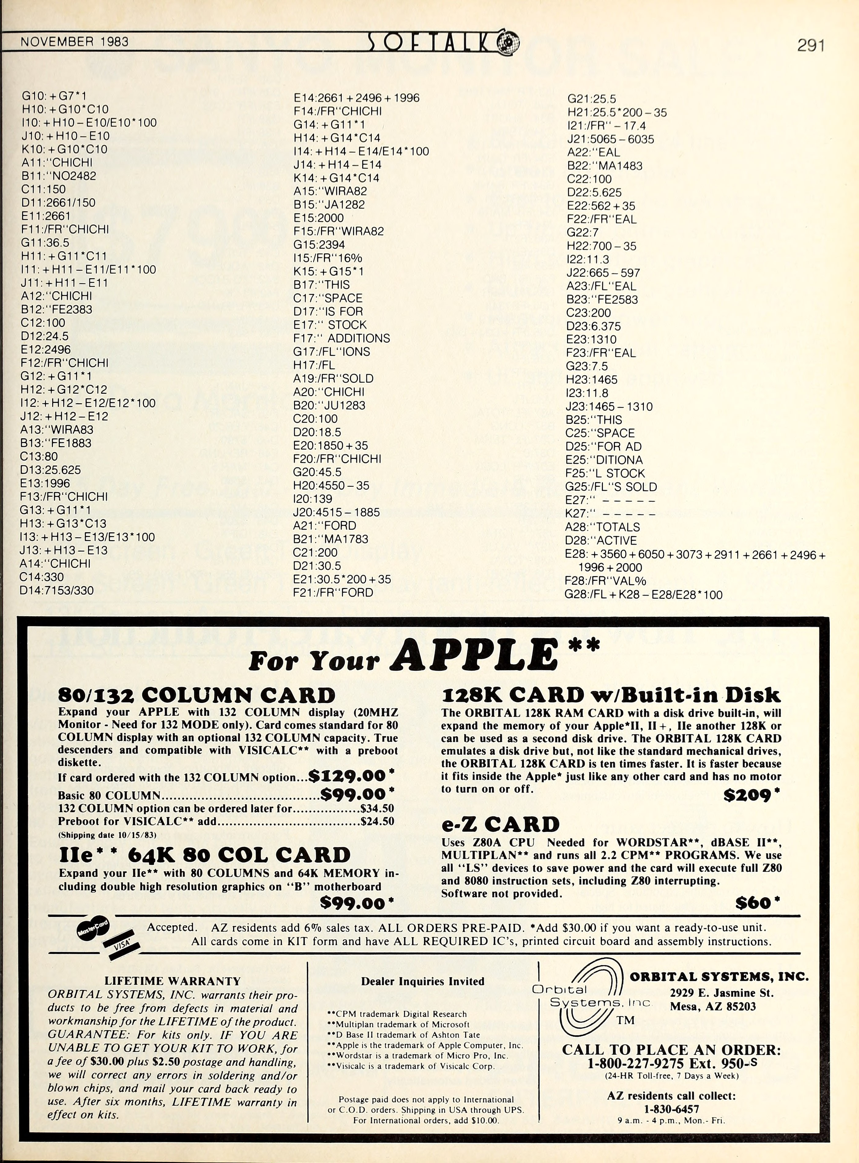 NOVEMBER 1983
SOFTALK
291
G10:+G7*1
H10:+G10*C10
I10:+H10-E10/E10*100
J10:+H10-E10
K10:+G10*C10
A11:"CHICHI
B11:"NO2482
C11:150
D11:2661/150
E11:2661
F11:/FR"CHICHI
G11:36.5
H11:+G11*C11
I11:+H11-E11/E11*100
J11:+H11-E11
A12:"CHICHI
B12:"FE2383
C12:100
D12:24.5
E12:2496
F12:/FR"CHICHI
G12:+G11*1
H12:+G12*C12
I12:+H12-E12/E12*100
J12:+H12-E12
A13:"WIRA83
B13:"FE1883
C13:80
D13:25.625
E13:1996
F13:/FR"CHICHI
G13:+G11*1
H13:+G13*C13
I13:+H13-E13/E13*100
J13:+H13-E13
A14:"CHICHI
C14:330
D14:7153/330
E14:2661+2496+1996
F14:/FR"CHICHI
G14:+G11*1
H14:+G14*C14
I14:+H14-E14/E14*100
J14:+H14-E14
K14:+G14*C14
A15:"WIRA82
B15:"JA1282
E15:2000
F15:/FR"WIRA82
G15:2394
I15:/FR"16%
K15:+G15*1
B17:"THIS
C17:"SPACE
D17:"IS FOR
E17:" STOCK
F17:" ADDITIONS
G17:/FL"IONS
H17:/FL
A19:/FR"SOLD
A20:"CHICHI
B20:"JU1283
C20:100
D20:18.5
E20:1850+35
F20:/FR"CHICHI
G20:45.5
H20:4550-35
I20:139
J20:4515-1885
A21:"FORD
B21:"MA1783
C21:200
D21:30.5
E21:30.5*200+35
F21:/FR"FORD
G21:25.5
H21:25.5*200-35
I21:/FR"-17.4
J21:5065-6035
A22:"EAL
B22:"MA1483
C22:100
D22:5.625
E22:562+35
F22:/FR"EAL
G22:7
H22:700-35
I22:11.3
J22:665-597
A23:/FL"EAL
B23:"FE2583
C23:200
D23:6.375
E23:1310
F23:/FR"EAL
G23:7.5
H23:1465
I23:11.8
J23:1465-1310
B25:"THIS
C25:"SPACE
D25:"FOR AD
E25:"DITIONA
F25:"L STOCK
G25:/FL"S SOLD
E27:" - - - - -
K27:" - - - - -
A28:"TOTALS
D28:"ACTIVE
E28:+3560+6050+3073+2911+2661+2496+
1996+2000
F28:/FR"VAL%
G28:/FL+K28-E28/E28*100
For Your APPLE**
80/132 COLUMN CARD
Expand your APPLE with 132 COLUMN display (20MHZ
Monitor - Need for 132 MODE only). Card comes standard for 80
COLUMN display with an optional 132 COLUMN capacity. True
descenders and compatible with VISICALC** with a preboot
diskette.
If card ordered with the 132 COLUMN option...$129.00*
Basic 80 COLUMN..............................$99.00*
132 COLUMN option can be ordered later for...............$34.50
Preboot for VISICALC** add...............................$24.50
(Shipping date 10/15/83)
IIe** 64K 80 COL CARD
Expand your IIe** with 80 COLUMNS and 64K MEMORY in-
cluding double high resolution graphics on "B" motherboard
$99.00*
128K CARD w/Built-in Disk
The ORBITAL 128K RAM CARD with a disk drive built-in, will
expand the memory of your Apple*II, II+, IIe another 128K or
can be used as a second disk drive. The ORBITAL 128K CARD
emulates a disk drive but, not like the standard mechanical drives,
the ORBITAL 128K CARD is ten times faster. It is faster because
it fits inside the Apple* just like any other card and has no motor
to turn on or off.
$209*
e-Z CARD
Uses Z80A CPU Needed for WORDSTAR**, dBASE II**,
MULTIPLAN** and runs all 2.2 CPM** PROGRAMS. We use
all "LS" devices to save power and the card will execute full Z80
and 8080 instruction sets, including Z80 interrupting.
Software not provided.
$60*
MasterCard
VISA
Accepted. AZ residents add 6% sales tax. ALL ORDERS PRE-PAID. *Add $30.00 if you want a ready-to-use unit.
All cards come in KIT form and have ALL REQUIRED IC's, printed circuit board and assembly instructions.
LIFETIME WARRANTY
ORBITAL SYSTEMS, INC. warrants their pro-
ducts to be free from defects in material and
workmanship for the LIFETIME of the product.
GUARANTEE: For kits only. IF YOU ARE
UNABLE TO GET YOUR KIT TO WORK, for
a fee of $30.00 plus $2.50 postage and handling,
we will correct any errors in soldering and/or
blown chips, and mail your card back ready to
use. After six months, LIFETIME warranty in
effect on kits.
Dealer Inquiries Invited
**CPM trademark Digital Research
**Multiplan trademark of Microsoft
**D Base II trademark of Ashton Tate
**Apple is the trademark of Apple Computer, Inc.
**Wordstar is a trademark of Micro Pro, Inc.
**Visicalc is a trademark of Visicalc Corp.
Postage paid does not apply to International
or C.O.D. orders. Shipping in USA through UPS.
For International orders, add $10.00.
Orbital
Systems, Inc
TM
ORBITAL SYSTEMS, INC.
2929 E. Jasmine St.
Mesa, AZ 85203
CALL TO PLACE AN ORDER:
1-800-227-9275 Ext. 950-S
(24-HR Toll-free, 7 Days a Week)
AZ residents call collect:
1-830-6457
9 a.m. - 4 p.m., Mon.- Fri.